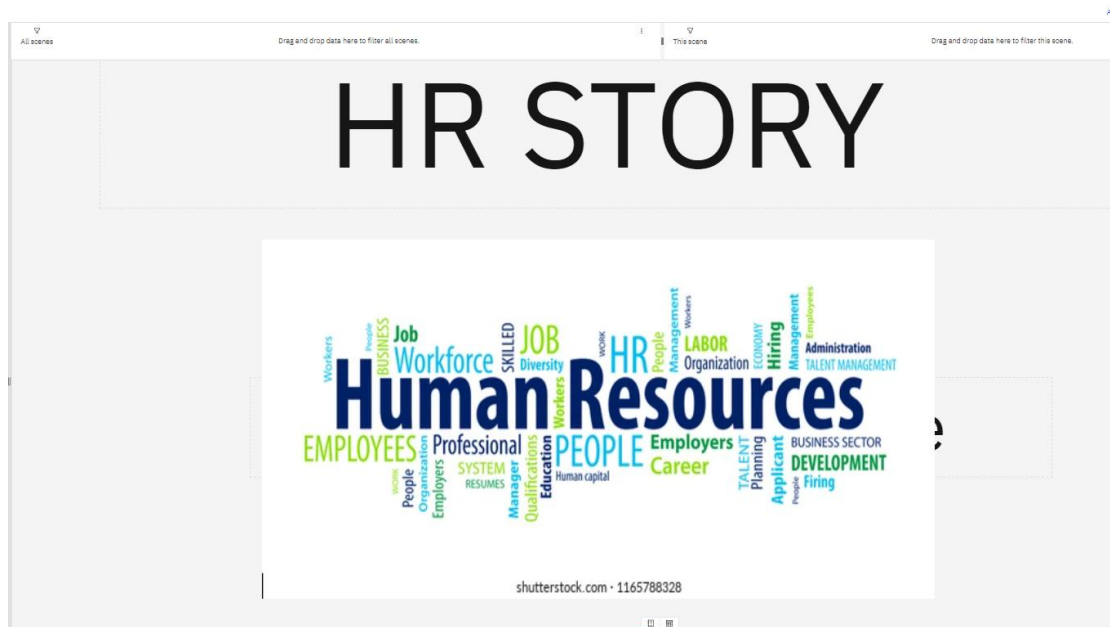 All scenes
Drag and drop data here to filter all scenes.
This scene
Drag and drop data here to filter this scene.
HR STORY
Workers
People
BUSINESS
Job
Workforce
SKILLED
JOB
Diversity
Workers
WORK
HR
People
Management
Workers
LABOR
Organization
ECONOMY
Hiring
Management
Employees
Administration
TALENT MANAGEMENT
Human Resources
EMPLOYEES
WORK
People
Organization
Professional
Employers
SYSTEM
RESUMES
Manager
Qualifications
Education
PEOPLE
Human capital
Employers
Career
TALENT
Planning
Applicant
BUSINESS SECTOR
DEVELOPMENT
People
Firing
e
shutterstock.com · 1165788328